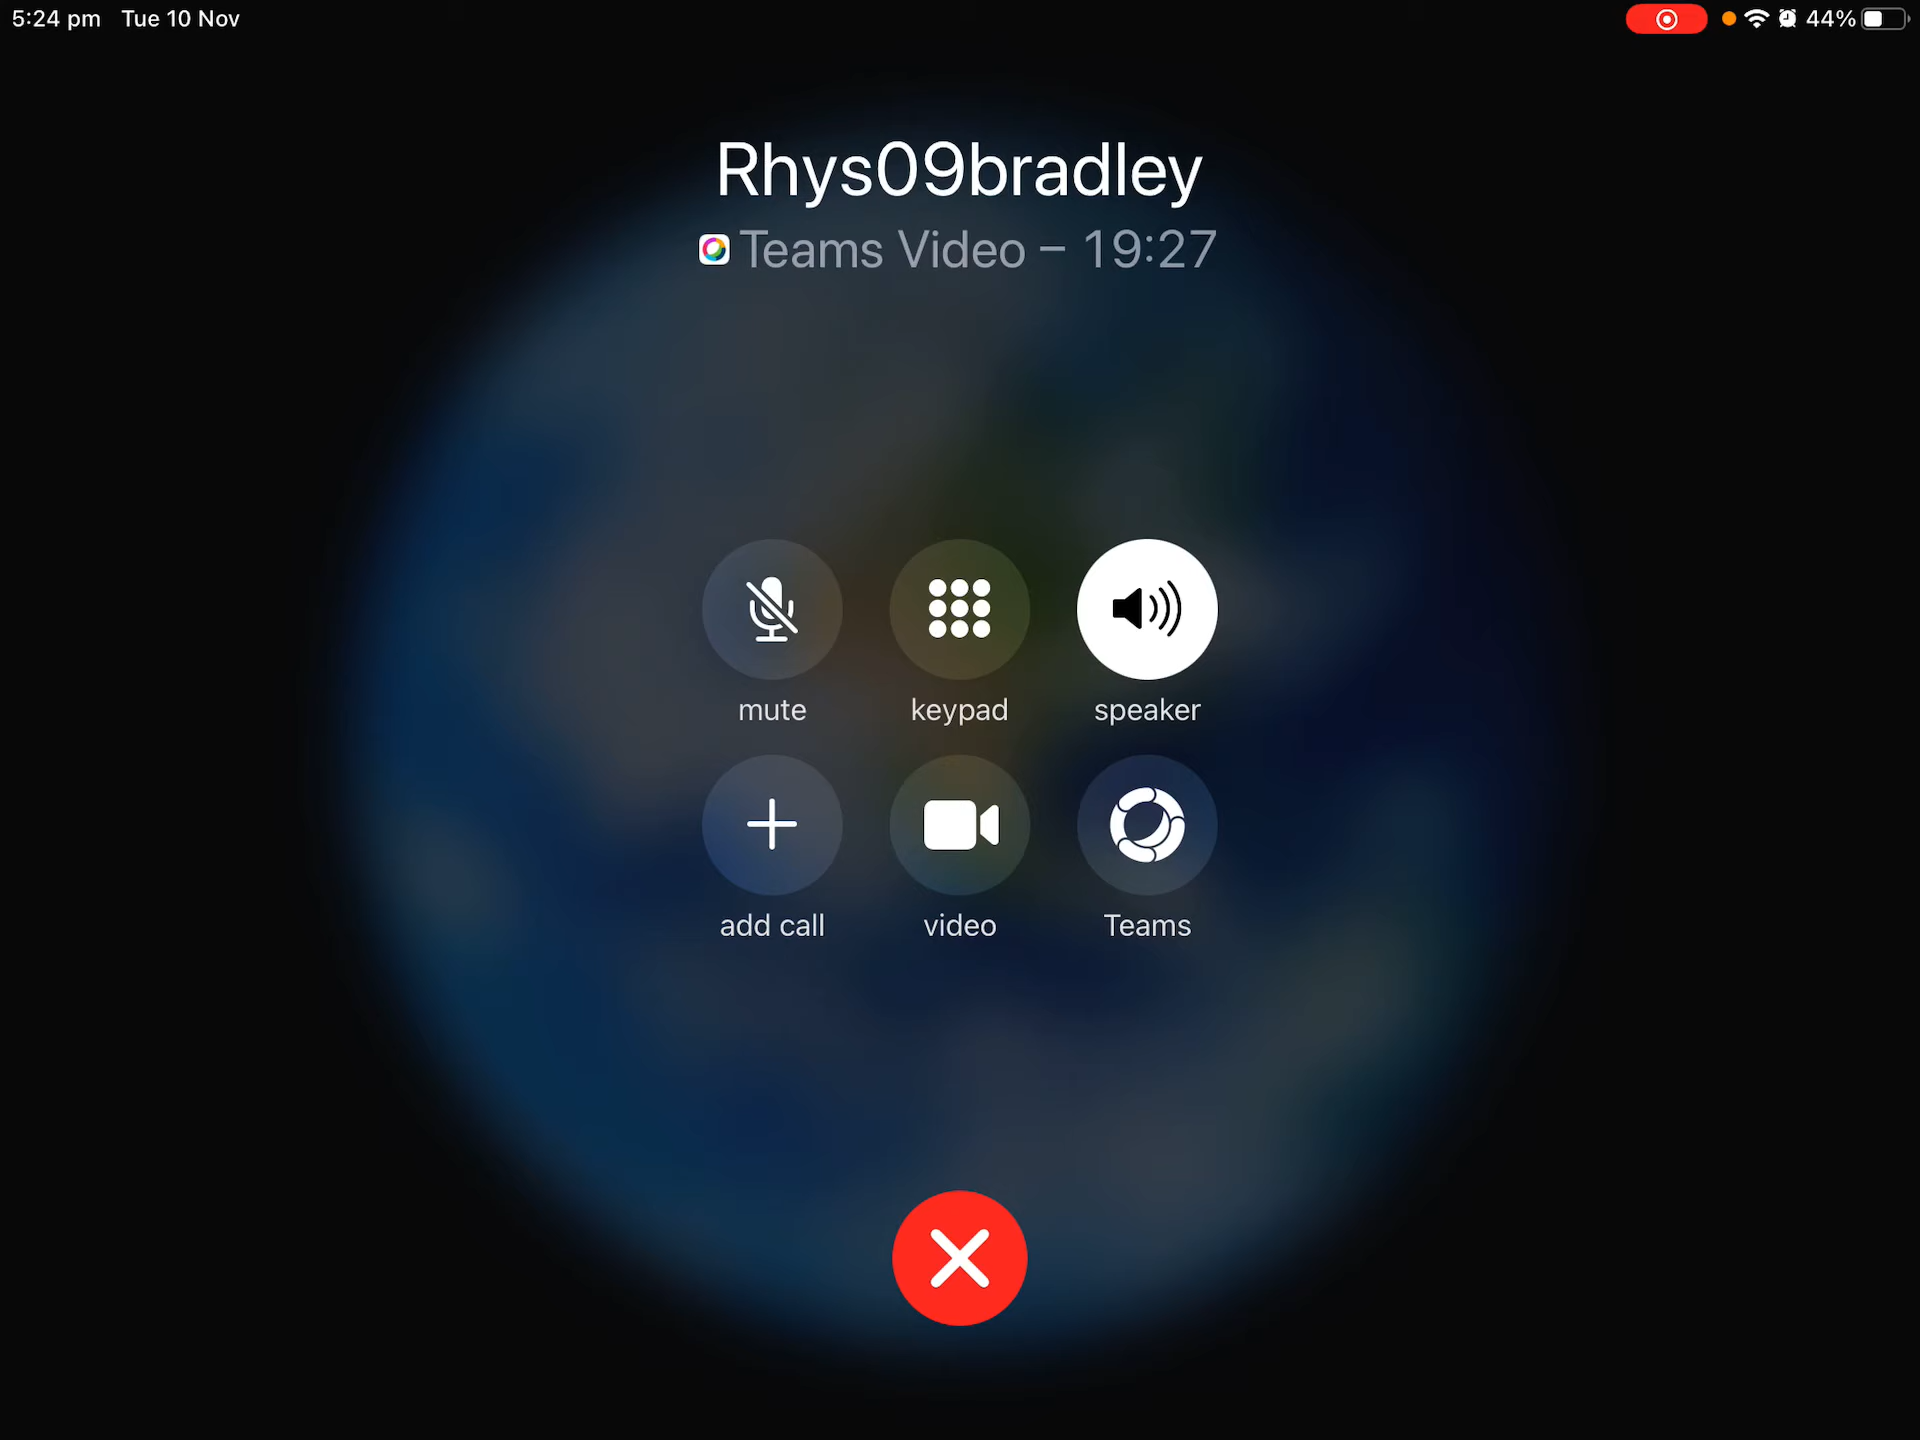 5:24 pm Tue 10 Nov 44%
Rhys09bradley
Teams Video – 19:27
mute keypad speaker
add call video Teams